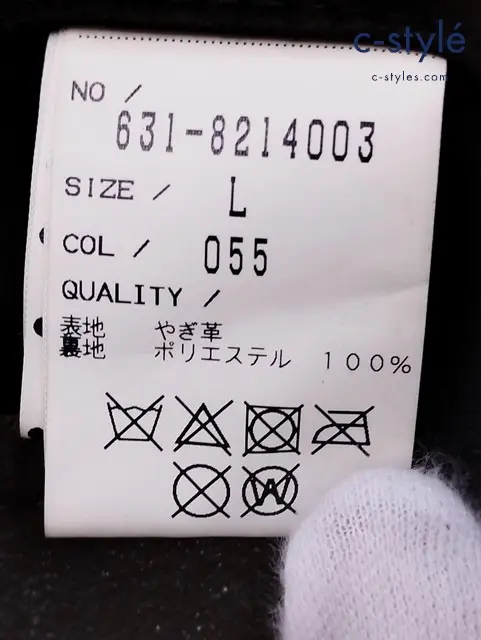 c-stylé
c-styles.com
NO /
631-8214003
SIZE / L
COL / 055
QUALITY /
表地 やぎ革
裏地 ポリエステル 100%
W